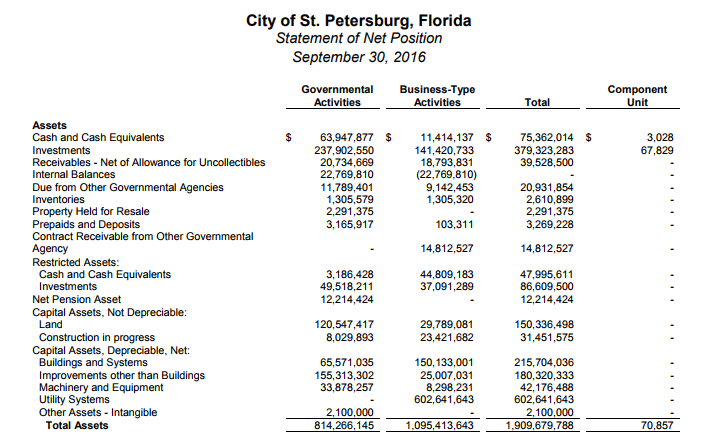 City of St. Petersburg, Florida
Statement of Net Position
September 30, 2016
Governmental Activities Business-Type Activities Total Component Unit
Assets
Cash and Cash Equivalents $ 63,947,877 $ 11,414,137 $ 75,362,014 $ 3,028
Investments 237,902,550 141,420,733 379,323,283 67,829
Receivables - Net of Allowance for Uncollectibles 20,734,669 18,793,831 39,528,500 -
Internal Balances 22,769,810 (22,769,810) - -
Due from Other Governmental Agencies 11,789,401 9,142,453 20,931,854 -
Inventories 1,305,579 1,305,320 2,610,899 -
Property Held for Resale 2,291,375 - 2,291,375 -
Prepaids and Deposits 3,165,917 103,311 3,269,228 -
Contract Receivable from Other Governmental
Agency - 14,812,527 14,812,527 -
Restricted Assets:
Cash and Cash Equivalents 3,186,428 44,809,183 47,995,611 -
Investments 49,518,211 37,091,289 86,609,500 -
Net Pension Asset 12,214,424 - 12,214,424 -
Capital Assets, Not Depreciable:
Land 120,547,417 29,789,081 150,336,498 -
Construction in progress 8,029,893 23,421,682 31,451,575 -
Capital Assets, Depreciable, Net:
Buildings and Systems 65,571,035 150,133,001 215,704,036 -
Improvements other than Buildings 155,313,302 25,007,031 180,320,333 -
Machinery and Equipment 33,878,257 8,298,231 42,176,488 -
Utility Systems - 602,641,643 602,641,643 -
Other Assets - Intangible 2,100,000 - 2,100,000 -
Total Assets 814,266,145 1,095,413,643 1,909,679,788 70,857